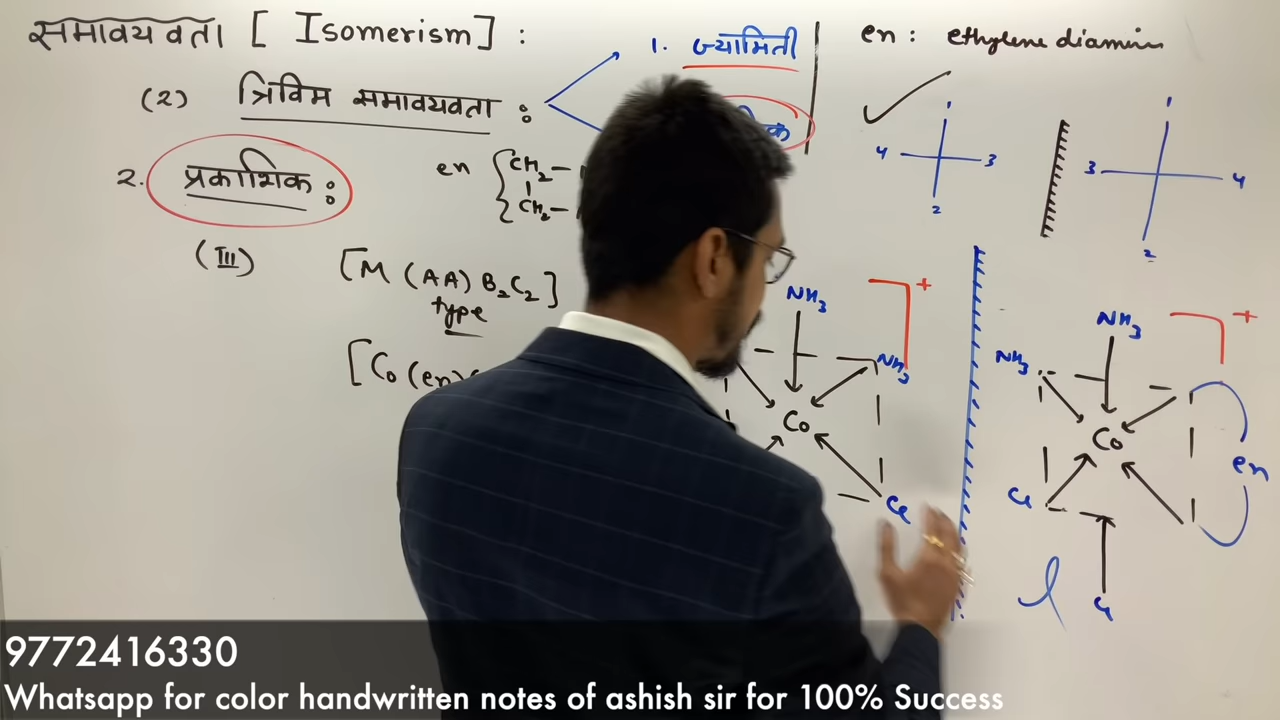 समावयवता [ Isomerism ] :
(2) त्रिविम समावयवता :
1. ज्यामिती
en : ethylene diamin
2. प्रकाशिक :
en { CH2 –
CH2 –
1
4 3
2
1
3 4
2
(III) [M (AA) B2C2]
type
[Co (en)
NH3
NH3
+
Co
Cl
NH3
NH3
+
Co
en
Cl
Cl
l
9772416330
Whatsapp for color handwritten notes of ashish sir for 100% Success